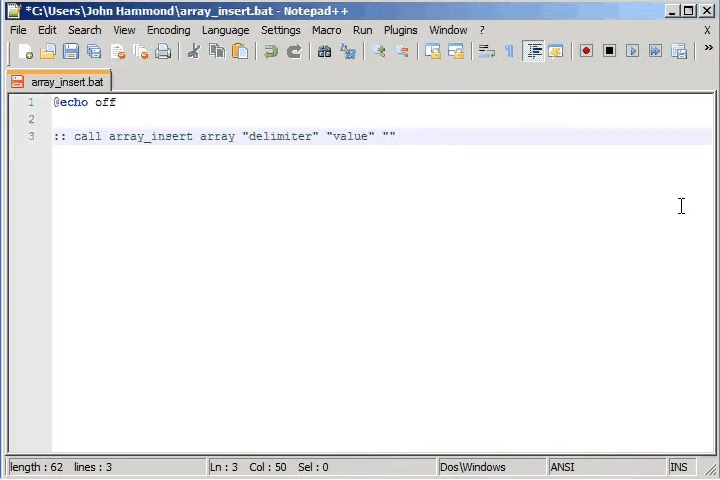 *C:\Users\John Hammond\array_insert.bat - Notepad++
File Edit Search View Encoding Language Settings Macro Run Plugins Window ? X
array_insert.bat
1 @echo off
2
3 :: call array_insert array "delimiter" "value" ""
length : 62 lines : 3 Ln : 3 Col : 50 Sel : 0 Dos\Windows ANSI INS